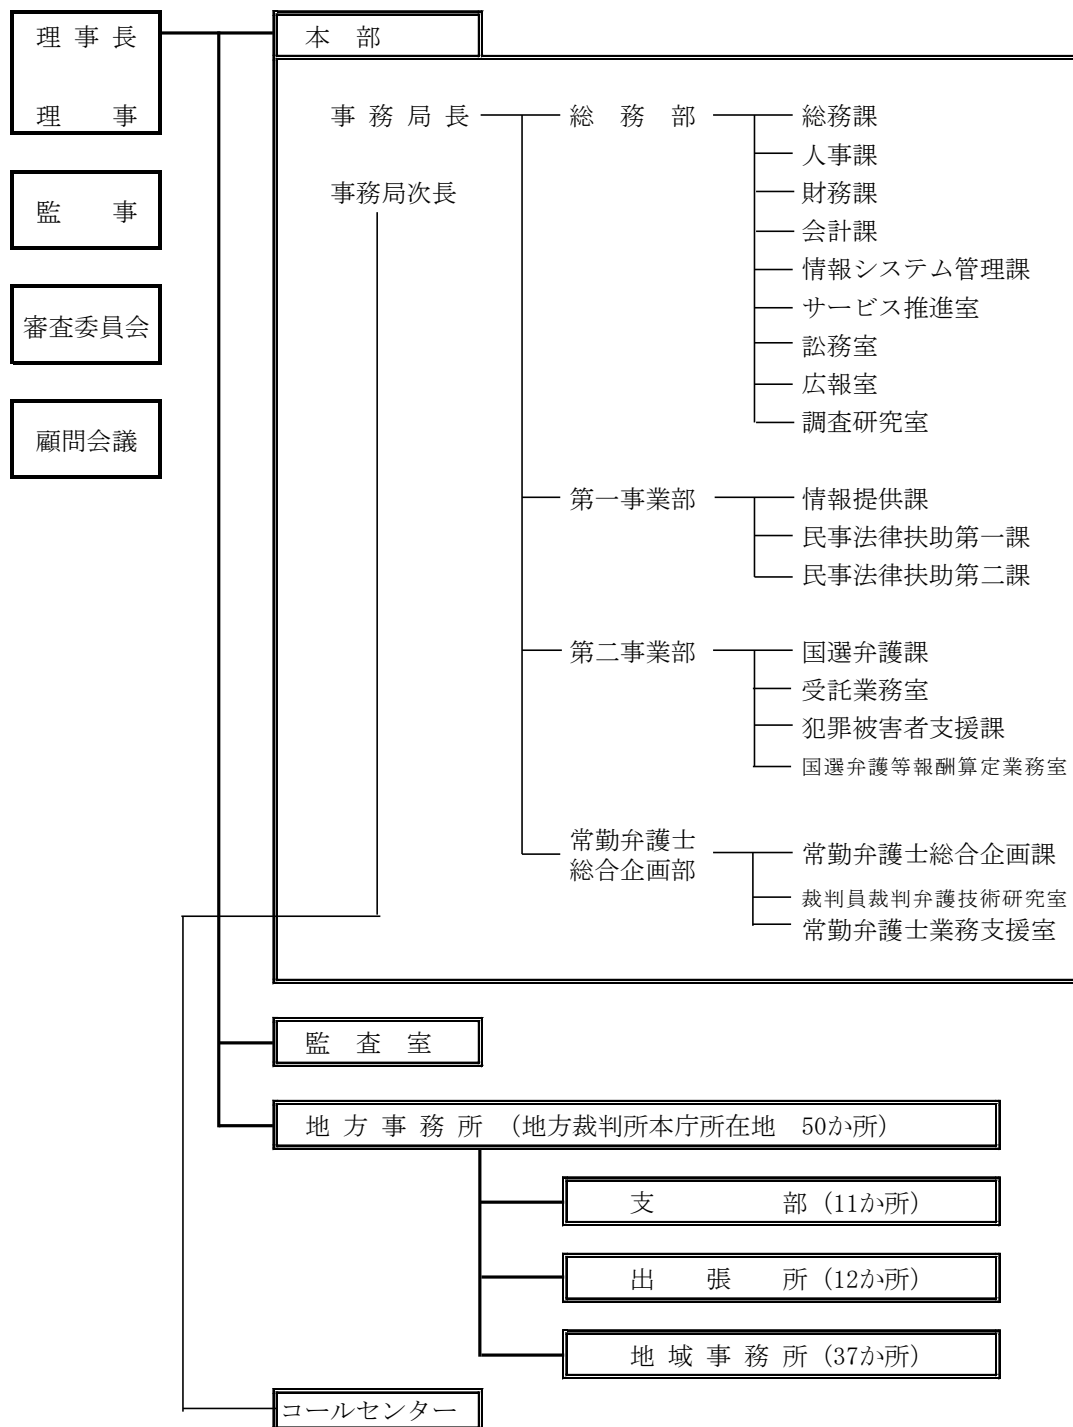 理事長
理事
監事
審査委員会
顧問会議
本部
事務局長
事務局次長
総務部
総務課
人事課
財務課
会計課
情報システム管理課
サービス推進室
訟務室
広報室
調査研究室
第一事業部
情報提供課
民事法律扶助第一課
民事法律扶助第二課
第二事業部
国選弁護課
受託業務室
犯罪被害者支援課
国選弁護等報酬算定業務室
常勤弁護士
総合企画部
常勤弁護士総合企画課
裁判員裁判弁護技術研究室
常勤弁護士業務支援室
監査室
地方事務所 (地方裁判所本庁所在地 50か所)
支部 (11か所)
出張所 (12か所)
地域事務所 (37か所)
コールセンター